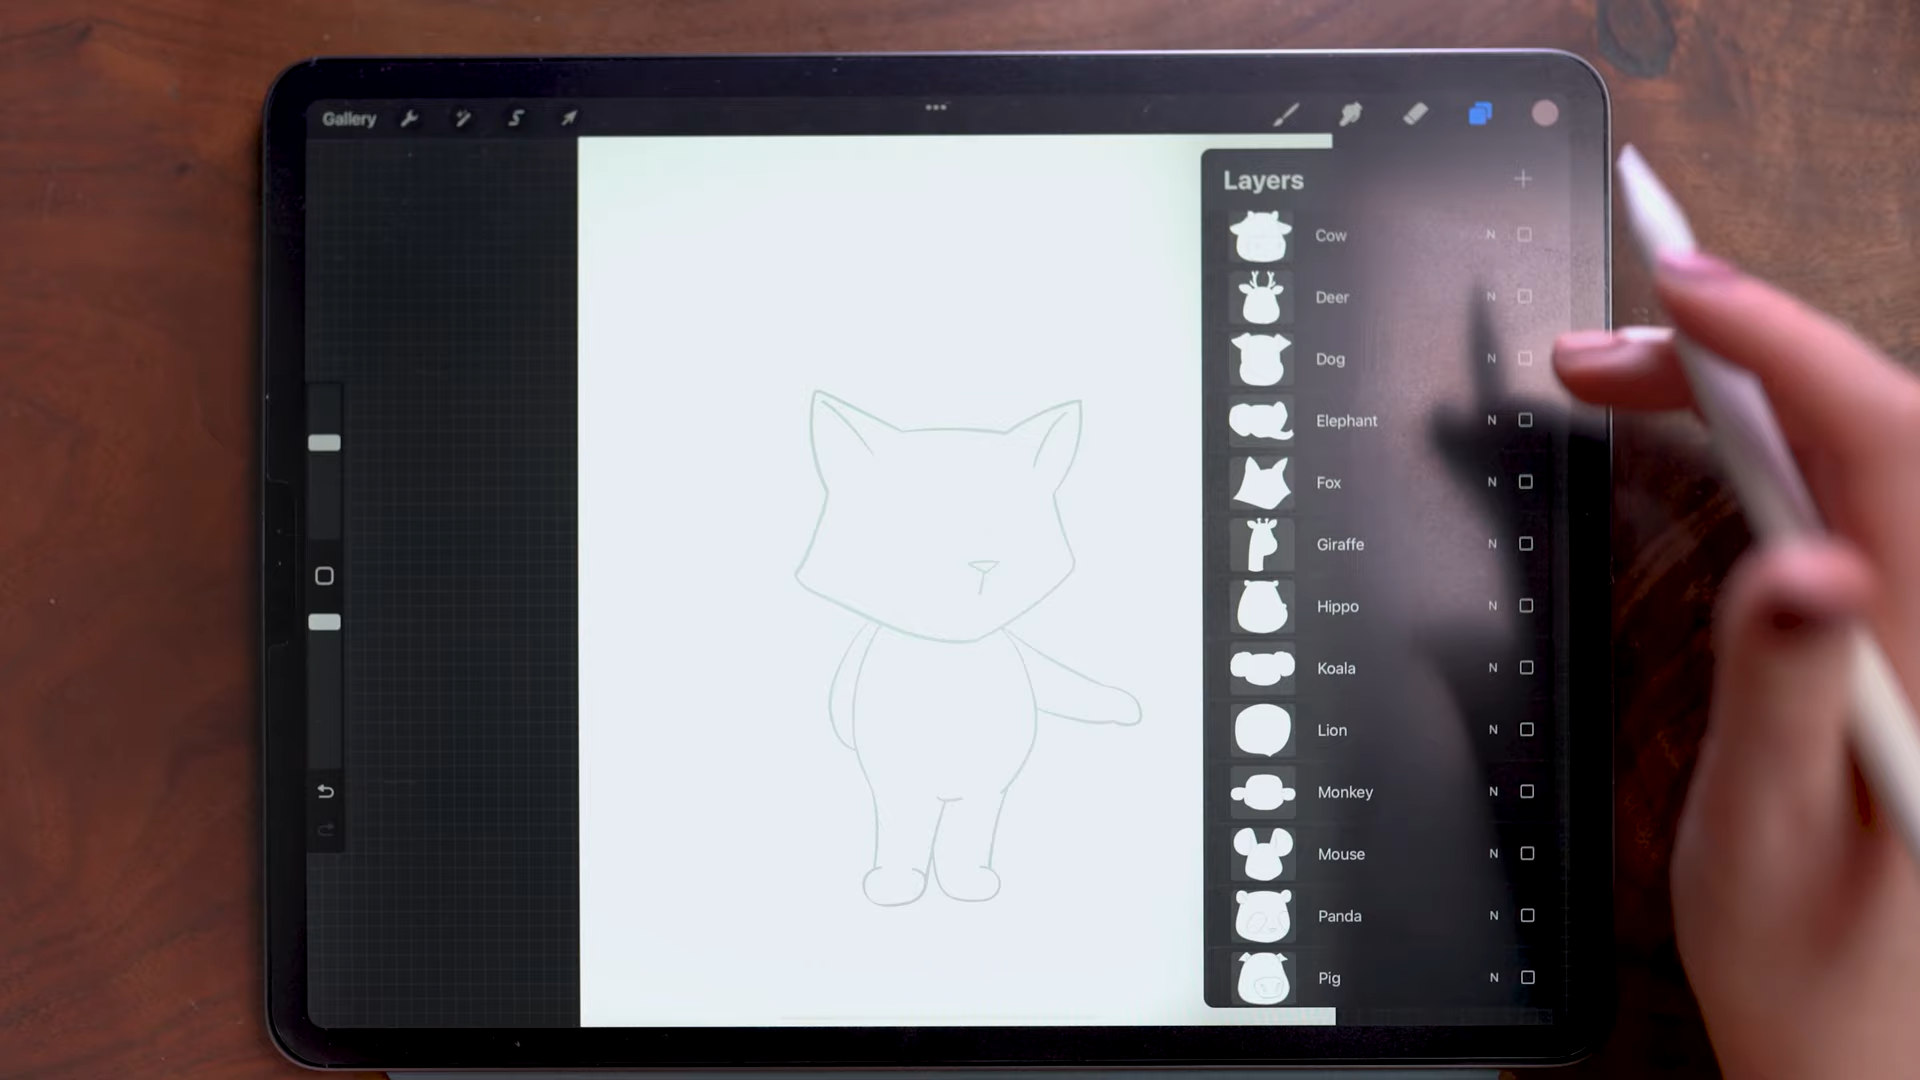 Gallery
Layers
Cow N
Deer N
Dog N
Elephant N
Fox N
Giraffe N
Hippo N
Koala N
Lion N
Monkey N
Mouse N
Panda N
Pig N